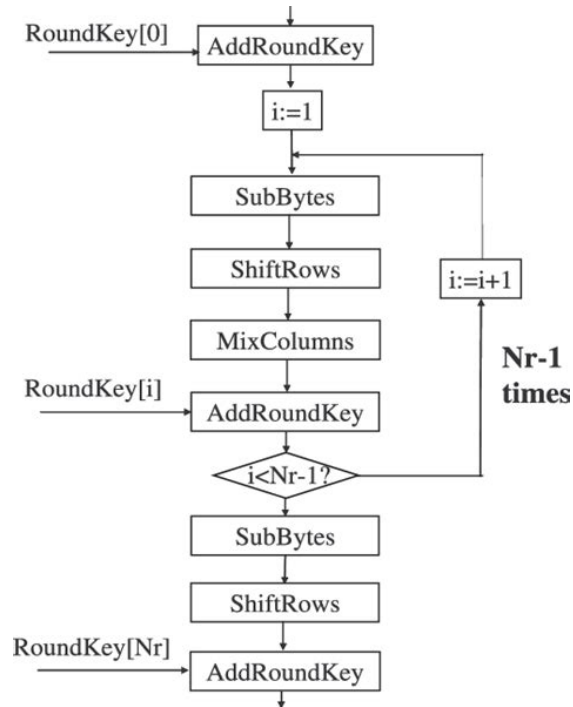 RoundKey[0]
AddRoundKey
i:=1
SubBytes
ShiftRows
i:=i+1
MixColumns
Nr-1
times
RoundKey[i]
AddRoundKey
i<Nr-1?
SubBytes
ShiftRows
RoundKey[Nr]
AddRoundKey